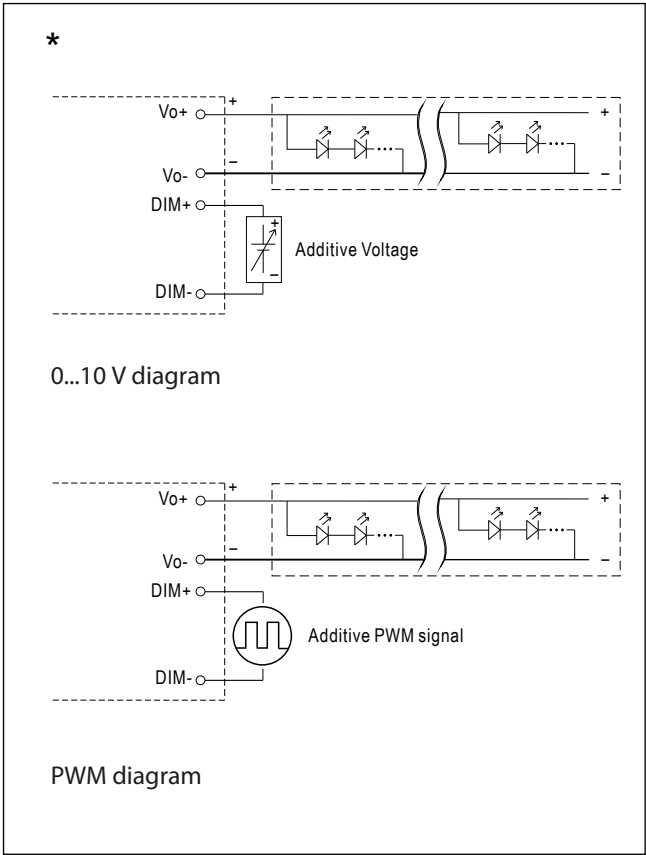 *
Vo+ + +
Vo- – –
DIM+
+
Additive Voltage
–
DIM-
0...10 V diagram
Vo+ + +
Vo- – –
DIM+
Additive PWM signal
DIM-
PWM diagram